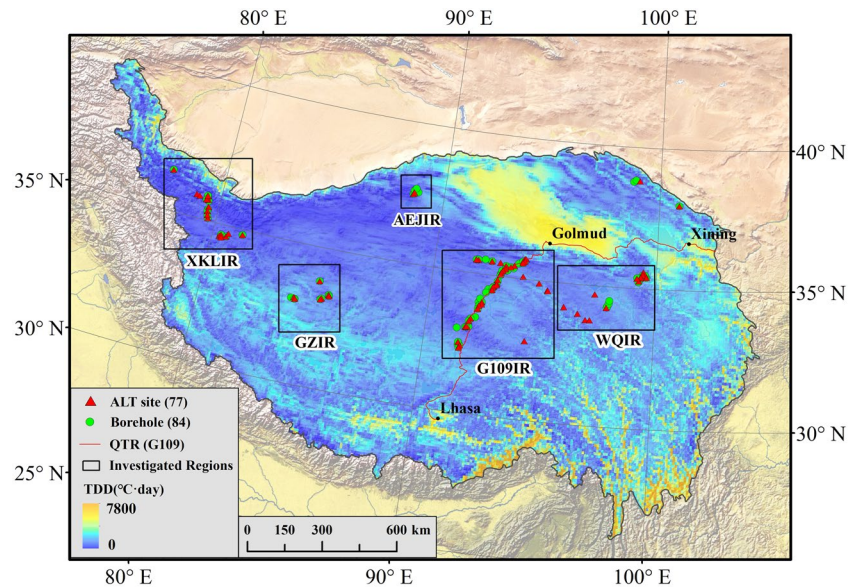 80° E 90° E 100° E
40° N
35° N
AEJIR
Golmud
Xining
XKLIR
GZIR
35° N
WQIR
30° N
G109IR
Lhasa
ALT site (77)
Borehole (84)
30° N
QTR (G109)
Investigated Regions
25° N
TDD(°C·day)
7800
0
0 150 300 600 km
80° E 90° E 100° E